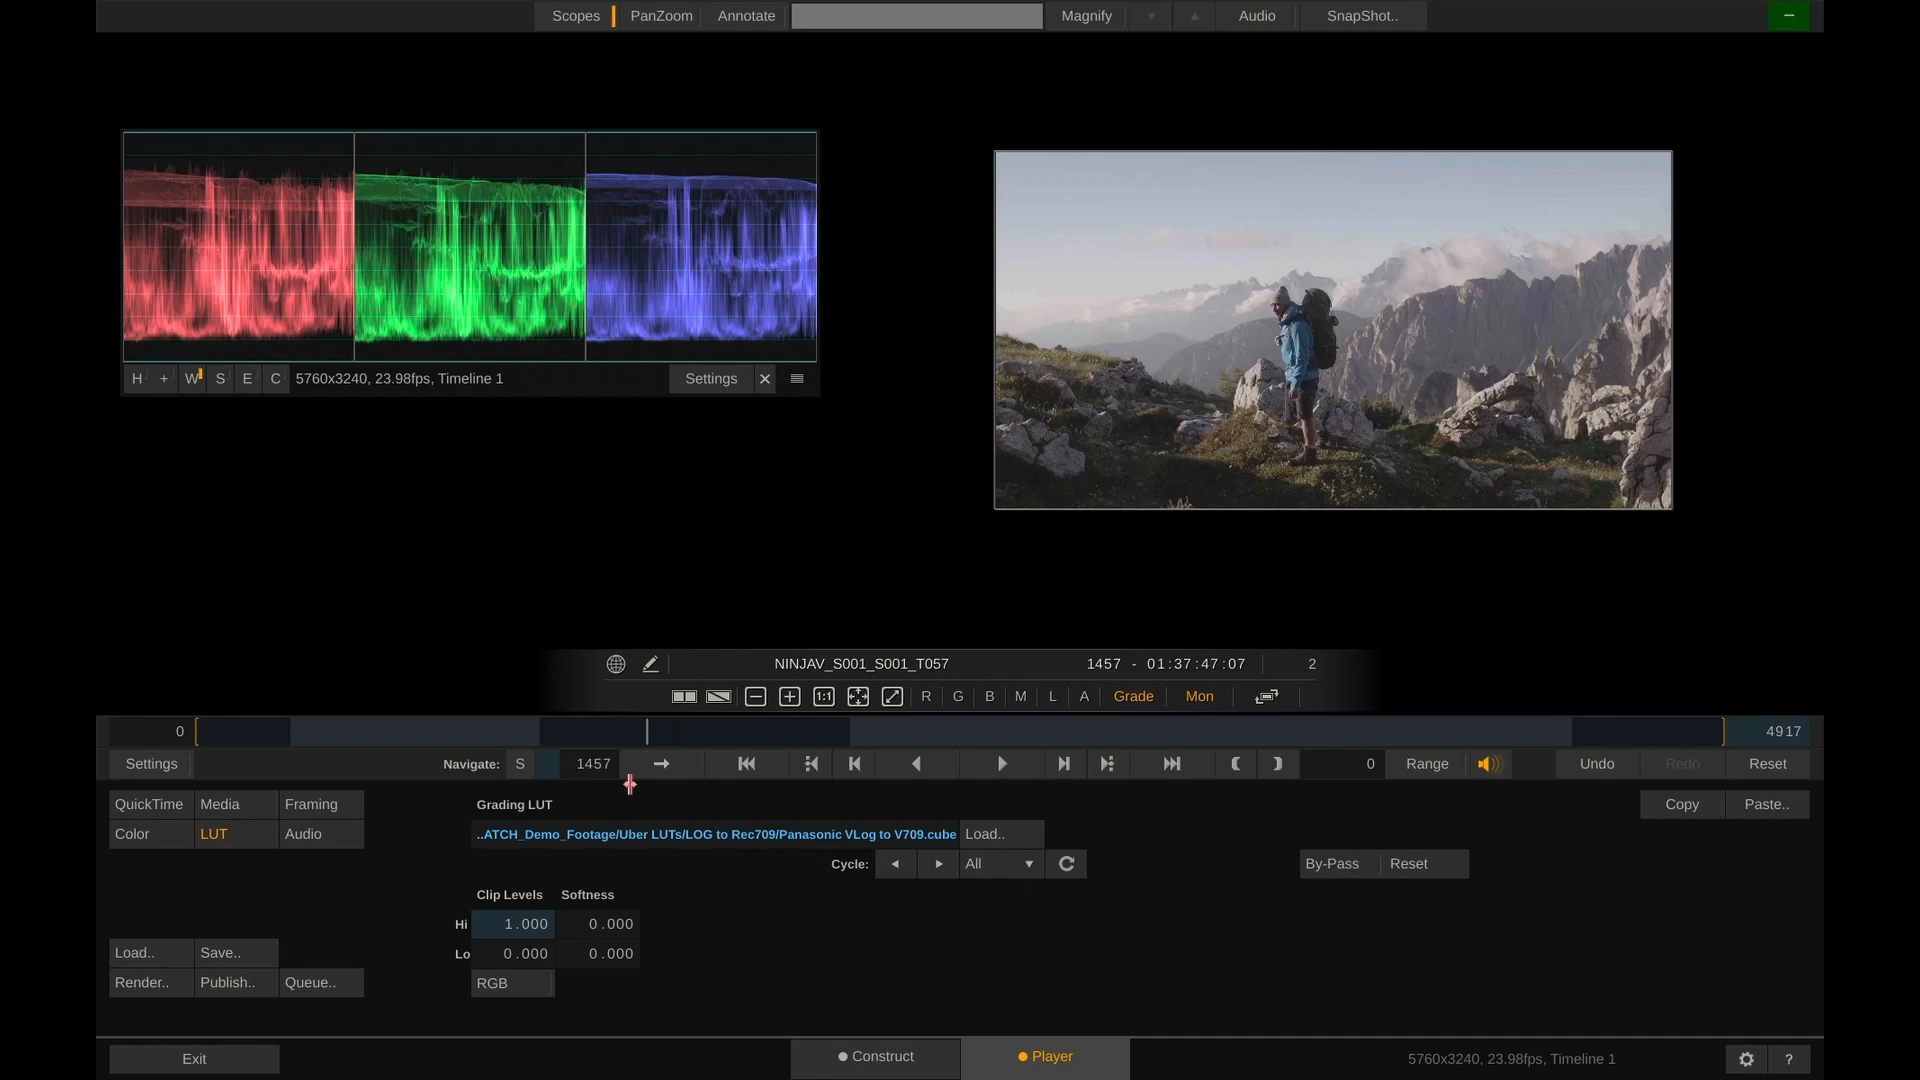 Scopes PanZoom Annotate Magnify Audio SnapShot..
H + W S E C 5760x3240, 23.98fps, Timeline 1 Settings
NINJAV_S001_S001_T057 1457 - 01:37:47:07 2
1:1 R G B M L A Grade Mon
0 4917
Settings Navigate: S 1457 0 Range Undo Redo Reset
QuickTime Media Framing Grading LUT Copy Paste..
Color LUT Audio ..ATCH_Demo_Footage/Uber LUTs/LOG to Rec709/Panasonic VLog to V709.cube Load..
Cycle: All By-Pass Reset
Clip Levels Softness
Hi 1.000 0.000
Load.. Save.. Lo 0.000 0.000
Render.. Publish.. Queue.. RGB
Exit Construct Player 5760x3240, 23.98fps, Timeline 1 ?